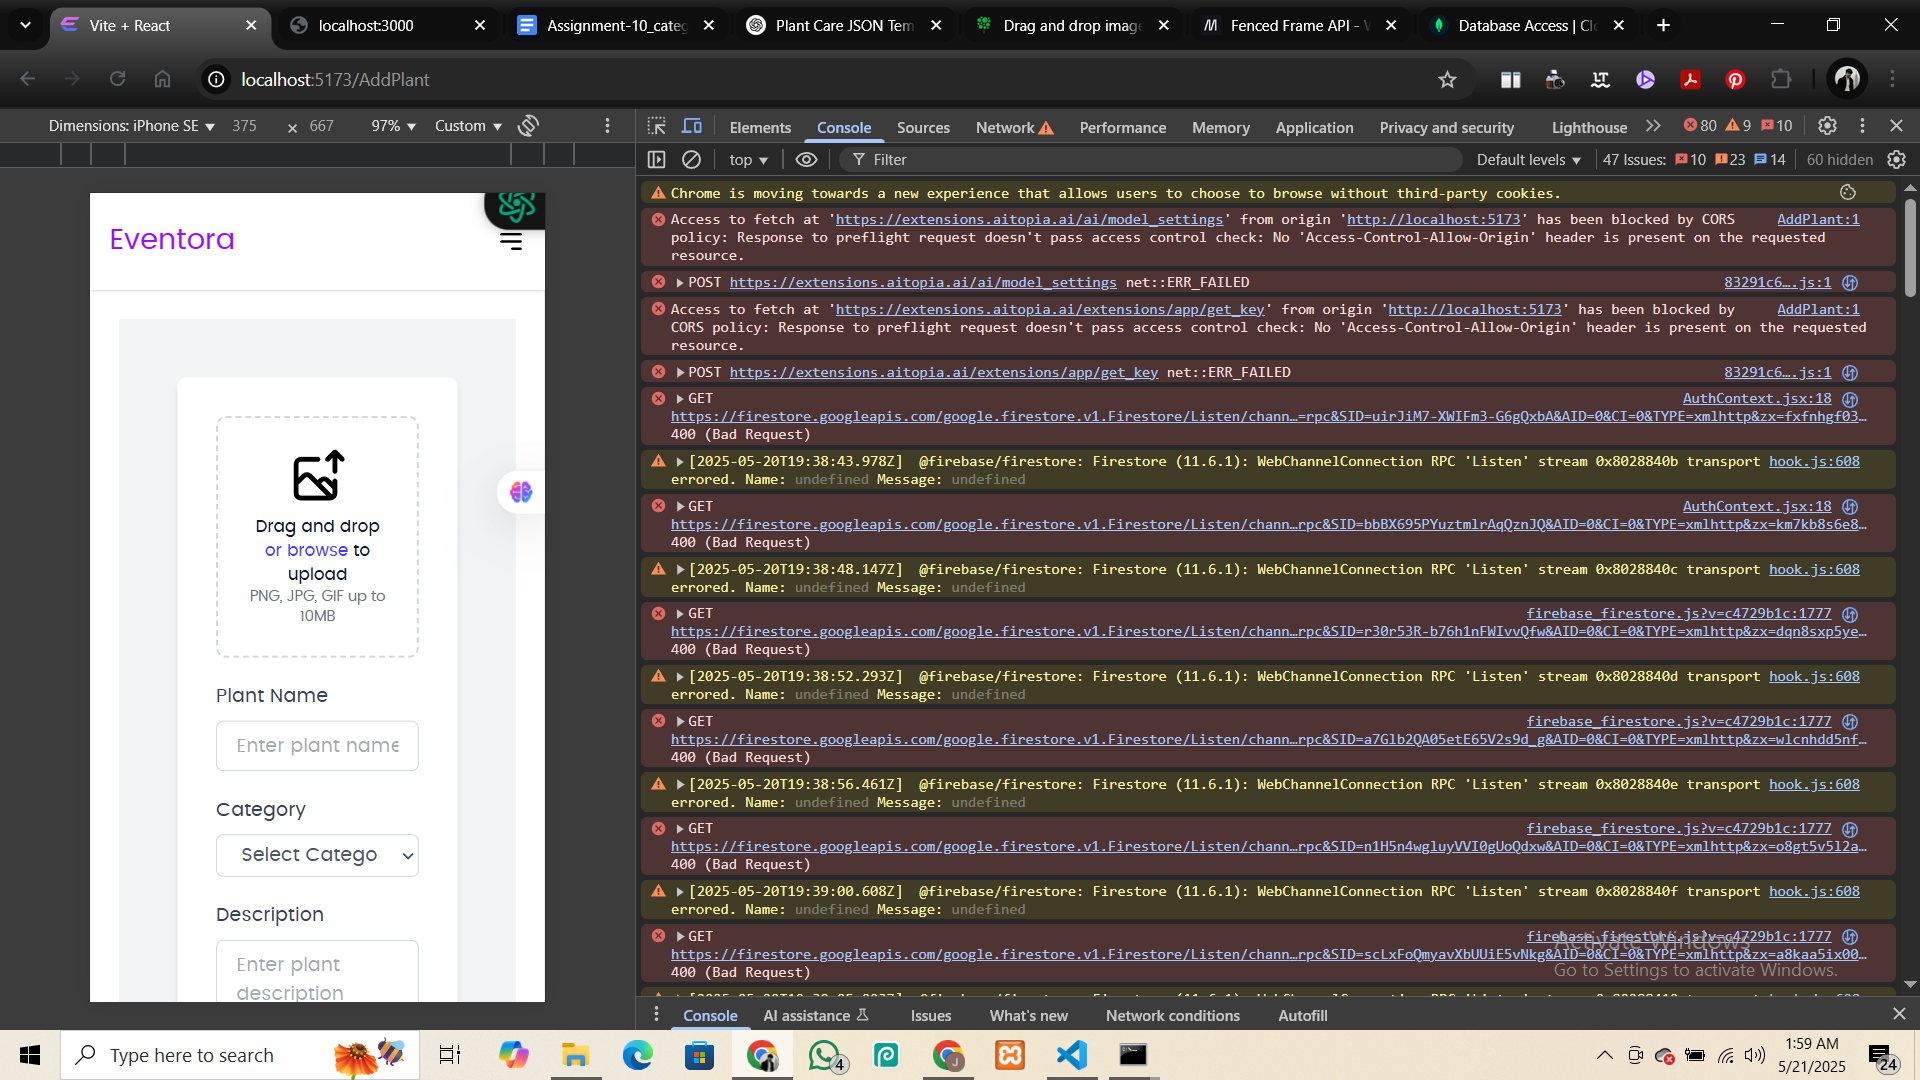 Vite + React
localhost:3000
Assignment-10_categ
Plant Care JSON Tem
Drag and drop imag
Fenced Frame API - 
Database Access | Cl
localhost:5173/AddPlant
Dimensions: iPhone SE
375
×
667
97%
Custom
Elements
Console
Sources
Network
Performance
Memory
Application
Privacy and security
Lighthouse
80
9
10
top
Filter
Default levels
47 Issues:
10
23
14
60 hidden
Eventora
Drag and drop
or browse to
upload
PNG, JPG, GIF up to
10MB
Plant Name
Enter plant name
Category
Select Catego
Description
Enter plant
description
Chrome is moving towards a new experience that allows users to choose to browse without third-party cookies.
Access to fetch at 'https://extensions.aitopia.ai/ai/model_settings' from origin 'http://localhost:5173' has been blocked by CORS AddPlant:1
policy: Response to preflight request doesn't pass access control check: No 'Access-Control-Allow-Origin' header is present on the requested
resource.
POST https://extensions.aitopia.ai/ai/model_settings net::ERR_FAILED 83291c6….js:1
Access to fetch at 'https://extensions.aitopia.ai/extensions/app/get_key' from origin 'http://localhost:5173' has been blocked by AddPlant:1
CORS policy: Response to preflight request doesn't pass access control check: No 'Access-Control-Allow-Origin' header is present on the requested
resource.
POST https://extensions.aitopia.ai/extensions/app/get_key net::ERR_FAILED 83291c6….js:1
GET AuthContext.jsx:18
https://firestore.googleapis.com/google.firestore.v1.Firestore/Listen/chann…=rpc&SID=uirJiM7-XWIFm3-G6gQxbA&AID=0&CI=0&TYPE=xmlhttp&zx=fxfnhgf03…
400 (Bad Request)
[2025-05-20T19:38:43.978Z] @firebase/firestore: Firestore (11.6.1): WebChannelConnection RPC 'Listen' stream 0x8028840b transport hook.js:608
errored. Name: undefined Message: undefined
GET AuthContext.jsx:18
https://firestore.googleapis.com/google.firestore.v1.Firestore/Listen/chann…rpc&SID=bbBX695PYuztmlrAqQznJQ&AID=0&CI=0&TYPE=xmlhttp&zx=km7kb8s6e8…
400 (Bad Request)
[2025-05-20T19:38:48.147Z] @firebase/firestore: Firestore (11.6.1): WebChannelConnection RPC 'Listen' stream 0x8028840c transport hook.js:608
errored. Name: undefined Message: undefined
GET firebase_firestore.js?v=c4729b1c:1777
https://firestore.googleapis.com/google.firestore.v1.Firestore/Listen/chann…rpc&SID=r30r53R-b76h1nFWIvvQfw&AID=0&CI=0&TYPE=xmlhttp&zx=dqn8sxp5ye…
400 (Bad Request)
[2025-05-20T19:38:52.293Z] @firebase/firestore: Firestore (11.6.1): WebChannelConnection RPC 'Listen' stream 0x8028840d transport hook.js:608
errored. Name: undefined Message: undefined
GET firebase_firestore.js?v=c4729b1c:1777
https://firestore.googleapis.com/google.firestore.v1.Firestore/Listen/chann…rpc&SID=a7Glb2QA05etE65V2s9d_g&AID=0&CI=0&TYPE=xmlhttp&zx=wlcnhdd5nf…
400 (Bad Request)
[2025-05-20T19:38:56.461Z] @firebase/firestore: Firestore (11.6.1): WebChannelConnection RPC 'Listen' stream 0x8028840e transport hook.js:608
errored. Name: undefined Message: undefined
GET firebase_firestore.js?v=c4729b1c:1777
https://firestore.googleapis.com/google.firestore.v1.Firestore/Listen/chann…rpc&SID=n1H5n4wgluyVVI0gUoQdxw&AID=0&CI=0&TYPE=xmlhttp&zx=o8gt5v5l2a…
400 (Bad Request)
[2025-05-20T19:39:00.608Z] @firebase/firestore: Firestore (11.6.1): WebChannelConnection RPC 'Listen' stream 0x8028840f transport hook.js:608
errored. Name: undefined Message: undefined
GET firebase_firestore.js?v=c4729b1c:1777
https://firestore.googleapis.com/google.firestore.v1.Firestore/Listen/chann…rpc&SID=scLxFoQmyavXbUUiE5vNkg&AID=0&CI=0&TYPE=xmlhttp&zx=a8kaa5ix00…
400 (Bad Request)
Activate Windows
Go to Settings to activate Windows.
Console
AI assistance
Issues
What's new
Network conditions
Autofill
Type here to search
4
1:59 AM
5/21/2025
24